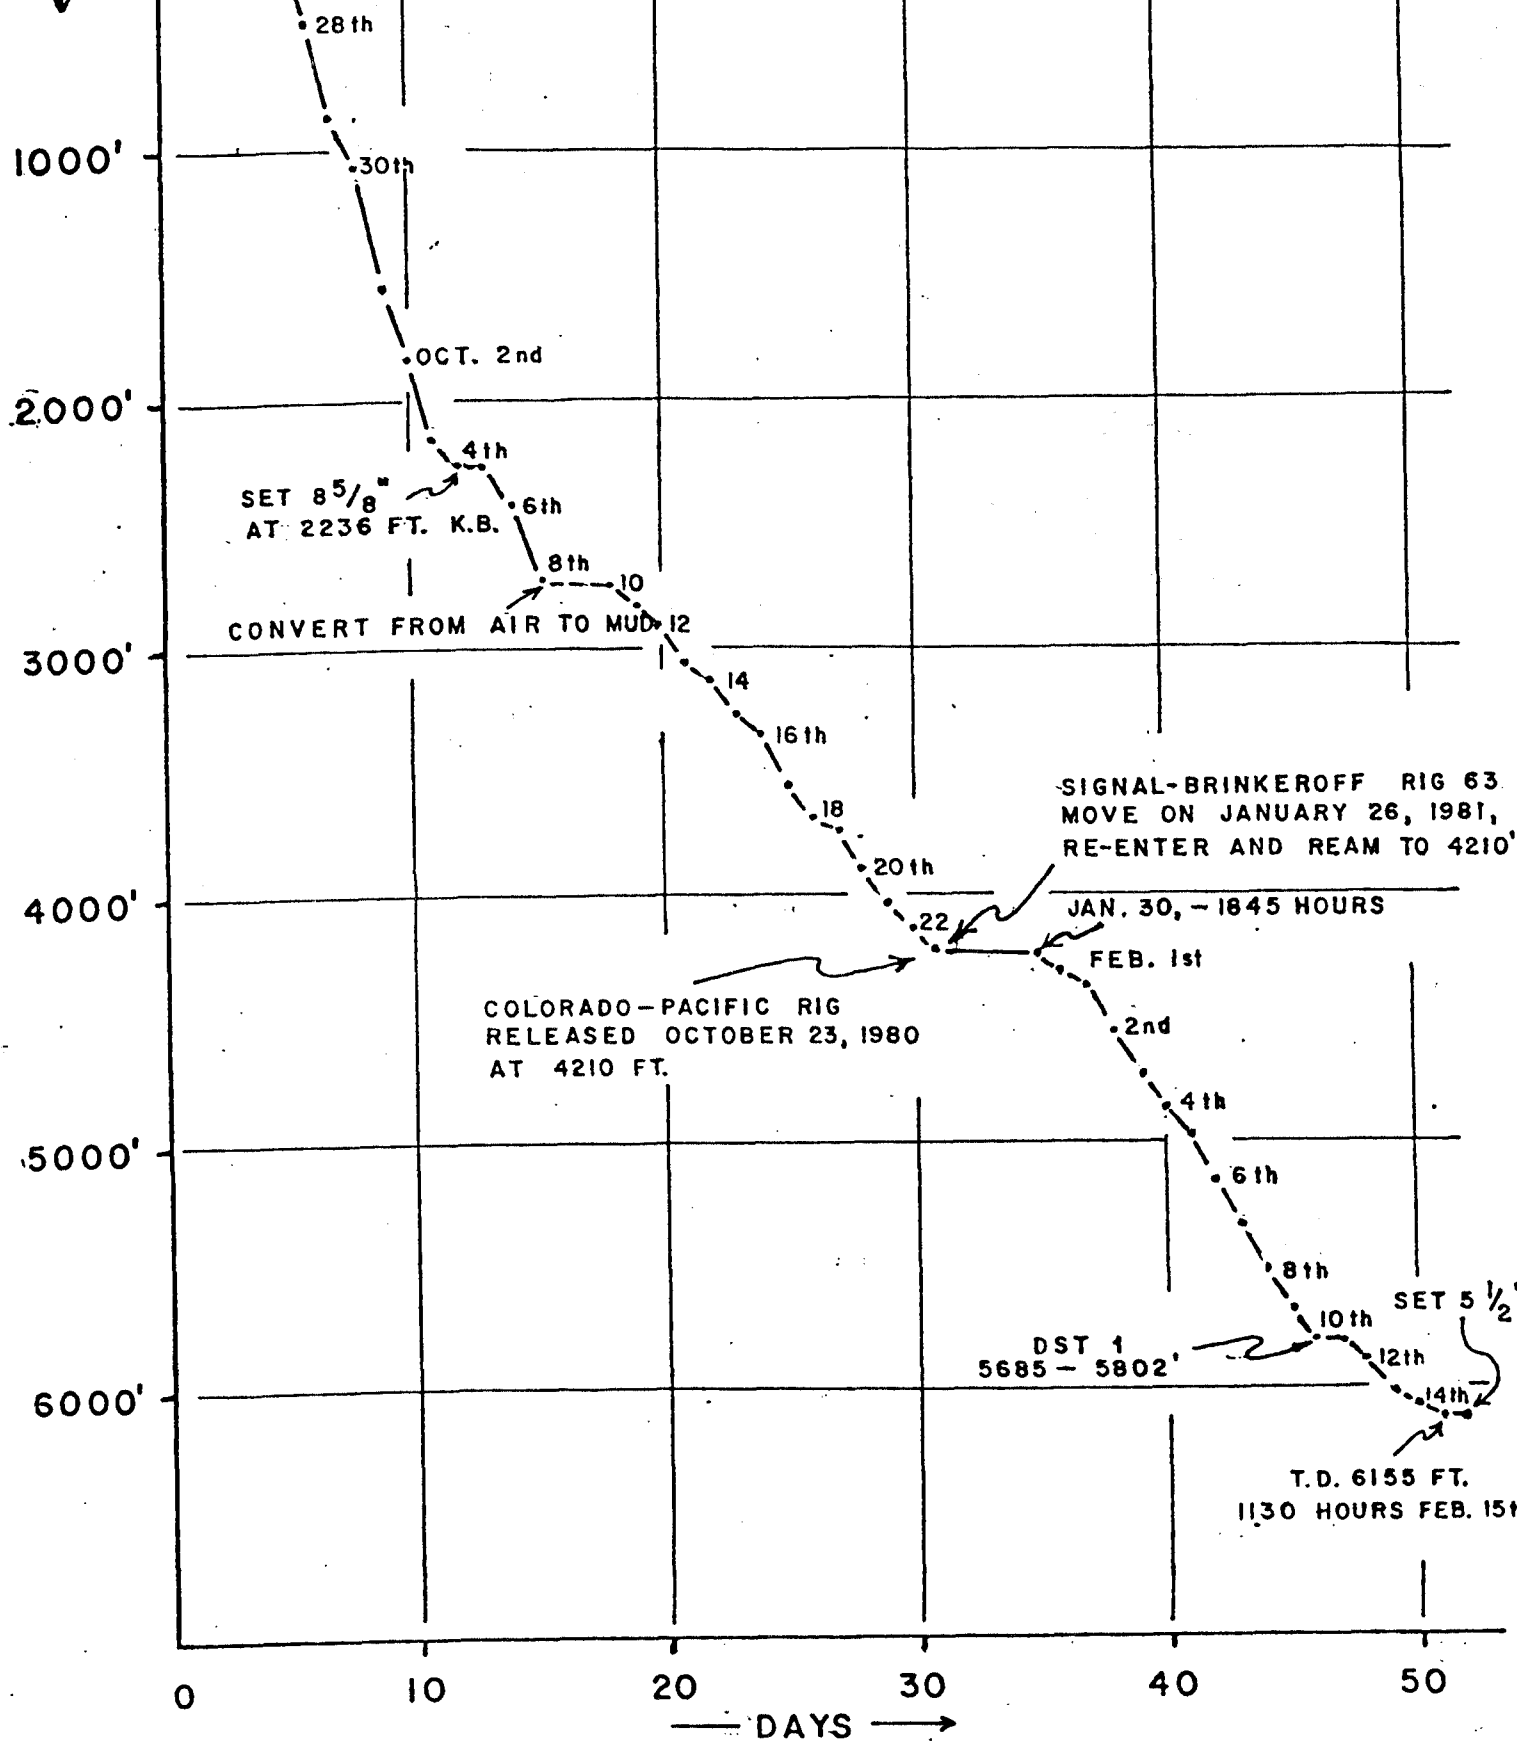 28th
1000'
30th
OCT. 2nd
2000'
4th
SET 8 5/8"
AT 2236 FT. K.B.
6th
8th
10
CONVERT FROM AIR TO MUD
12
3000'
14
16th
SIGNAL-BRINKEROFF RIG 63
MOVE ON JANUARY 26, 1981,
RE-ENTER AND REAM TO 4210'
18
20th
4000'
JAN. 30, - 1845 HOURS
22
FEB. 1st
COLORADO-PACIFIC RIG
RELEASED OCTOBER 23, 1980
AT 4210 FT.
2nd
4th
5000'
6th
8th
SET 5 1/2"
10th
DST 1
5685 - 5802'
12th
6000'
14th
T.D. 6155 FT.
1130 HOURS FEB. 15t
0 10 20 30 40 50
DAYS